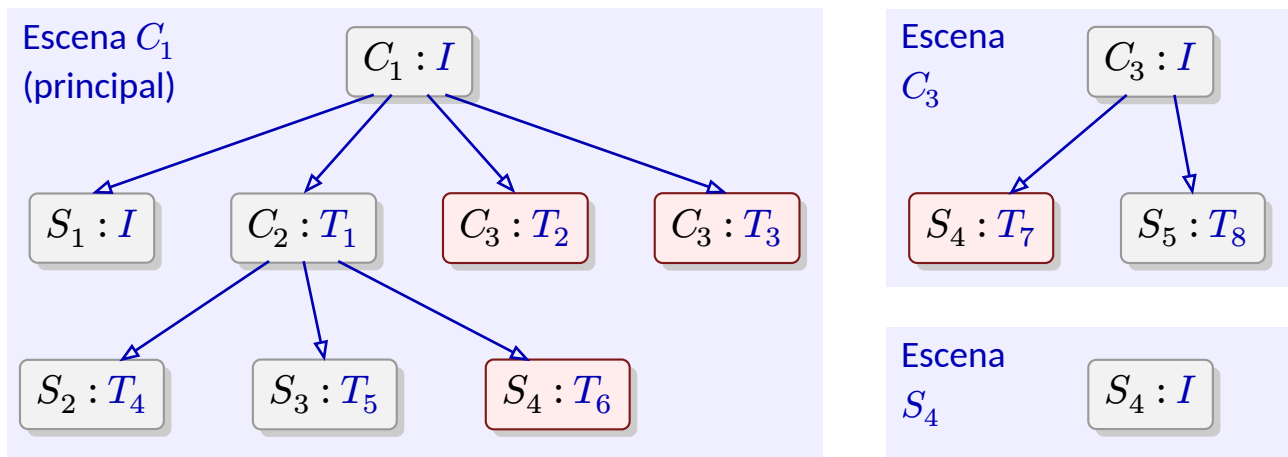 Escena C₁
(principal)
C₁ : I
S₁ : I
C₂ : T₁
C₃ : T₂
C₃ : T₃
S₂ : T₄
S₃ : T₅
S₄ : T₆
Escena
C₃
C₃ : I
S₄ : T₇
S₅ : T₈
Escena
S₄
S₄ : I